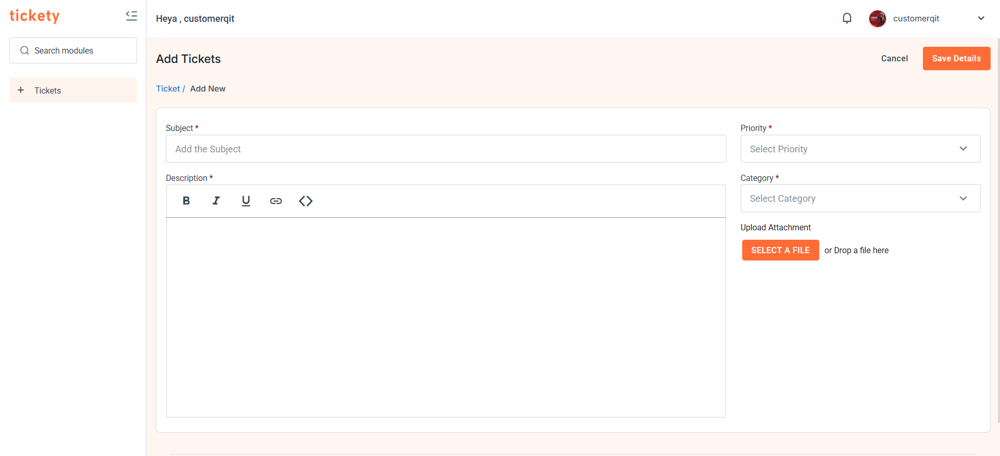 tickety
Heya , customerqit
customerqit
Search modules
Tickets
Add Tickets
Cancel
Save Details
Ticket / Add New
Subject *
Add the Subject
Priority *
Select Priority
Description *
B I U
Category *
Select Category
Upload Attachment
SELECT A FILE or Drop a file here